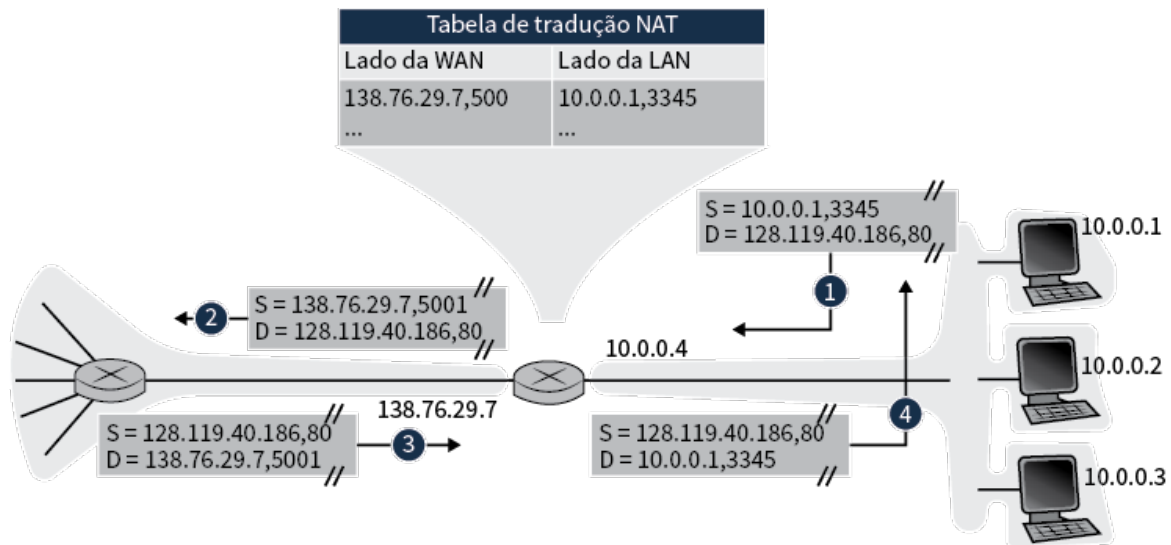 Tabela de tradução NAT
Lado da WAN Lado da LAN
138.76.29.7,500 10.0.0.1,3345
... ...
S = 10.0.0.1,3345
D = 128.119.40.186,80
10.0.0.1
1
2
S = 138.76.29.7,5001
D = 128.119.40.186,80
10.0.0.4
10.0.0.2
138.76.29.7
S = 128.119.40.186,80
D = 138.76.29.7,5001
3
S = 128.119.40.186,80
D = 10.0.0.1,3345
4
10.0.0.3